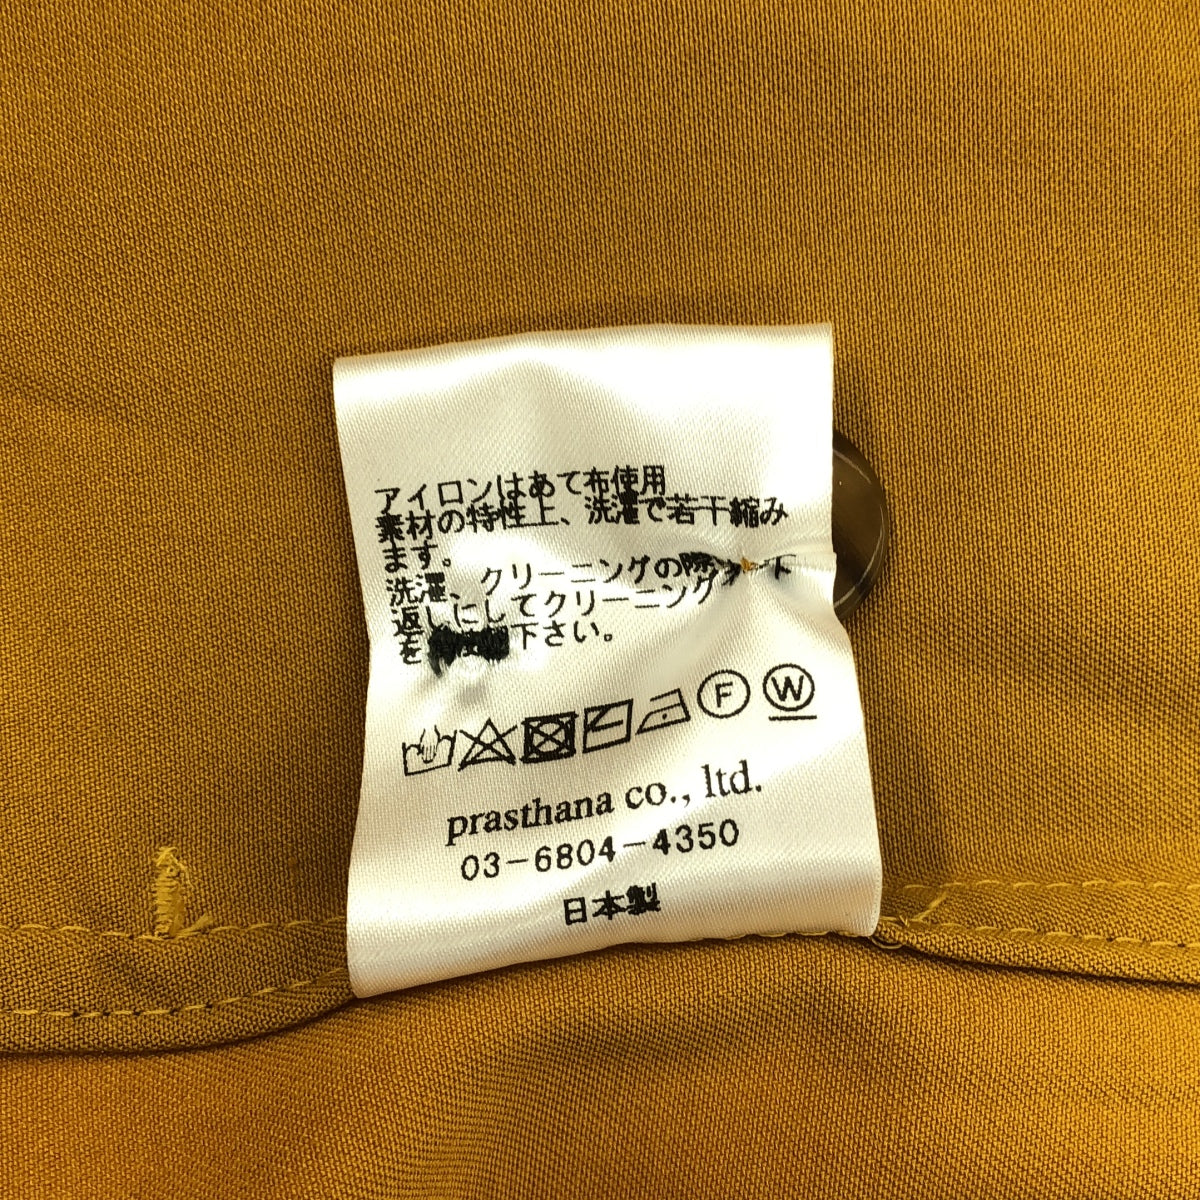 アイロンはあて布使用
素材の特性上、洗濯で若干縮み
ます。
洗濯、クリーニングの際
返しにしてクリーニング
を 下さい。
F W
prasthana co., ltd.
03-6804-4350
日本製